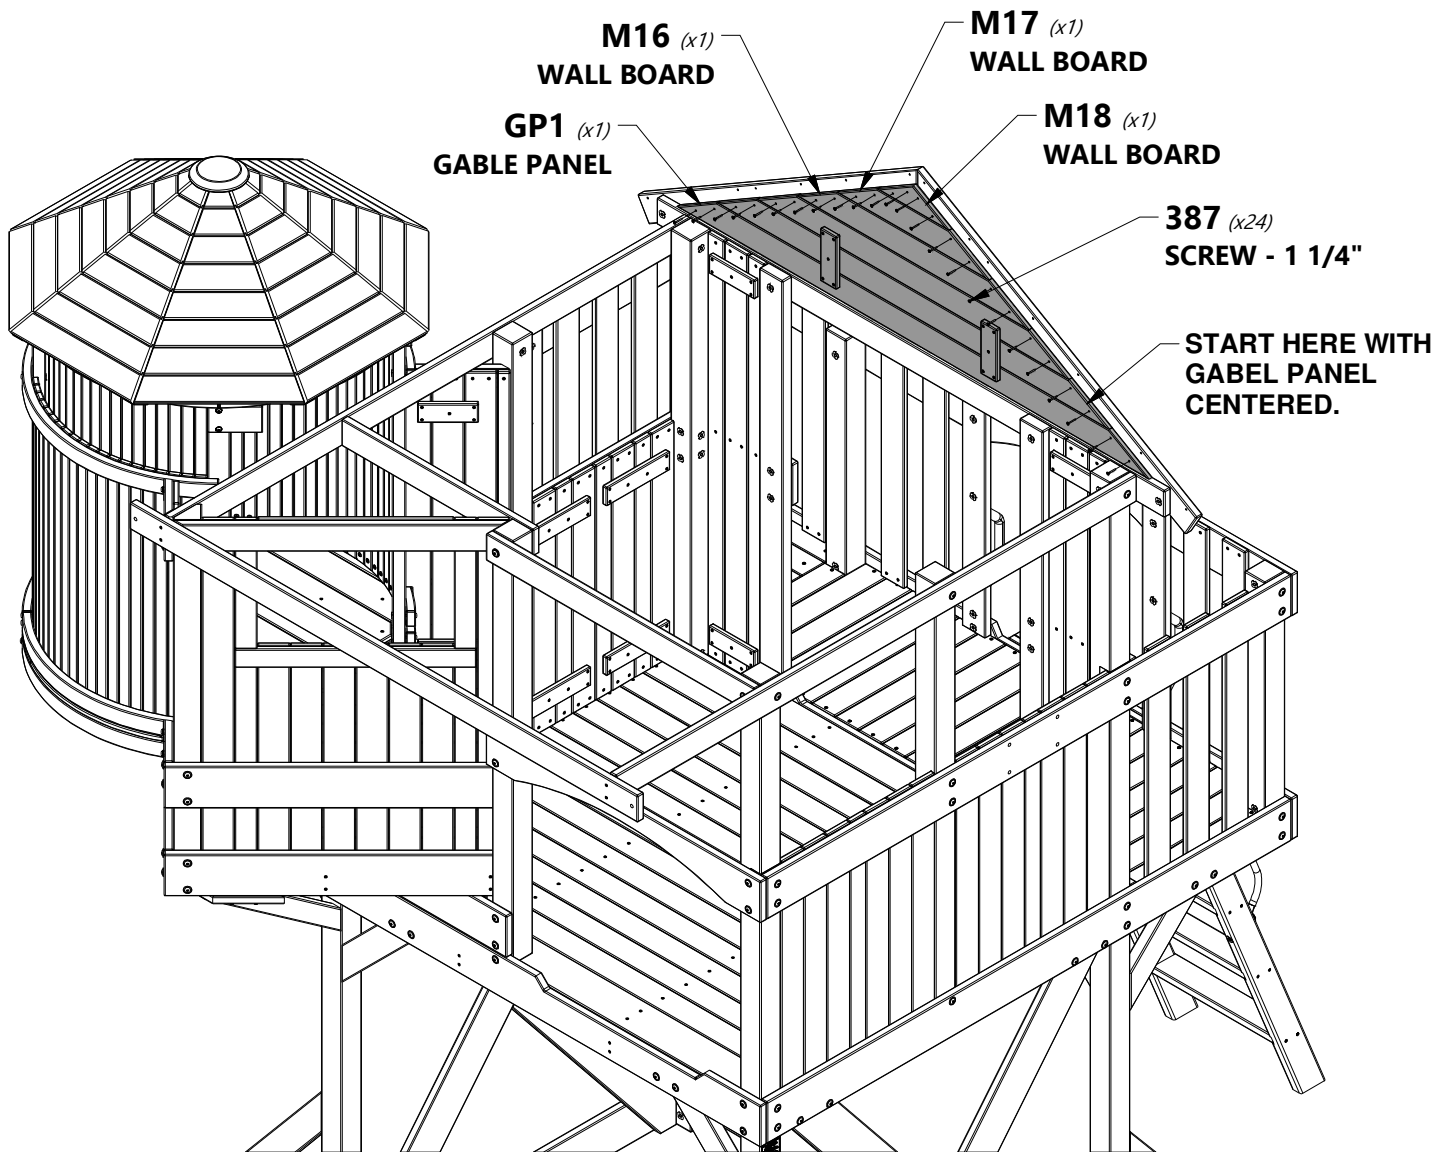 M16 (x1)
WALL BOARD
M17 (x1)
WALL BOARD
GP1 (x1)
GABLE PANEL
M18 (x1)
WALL BOARD
387 (x24)
SCREW - 1 1/4"
START HERE WITH
GABEL PANEL
CENTERED.